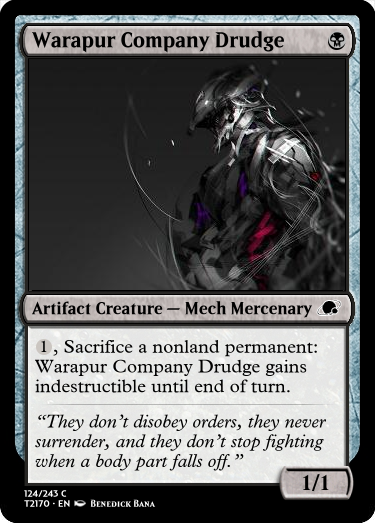 Warapur Company Drudge
Artifact Creature — Mech Mercenary
1, Sacrifice a nonland permanent:
Warapur Company Drudge gains
indestructible until end of turn.
“They don’t disobey orders, they never
surrender, and they don’t stop fighting
when a body part falls off.”
1/1
124/243 C
T2170 • EN Benedick Bana